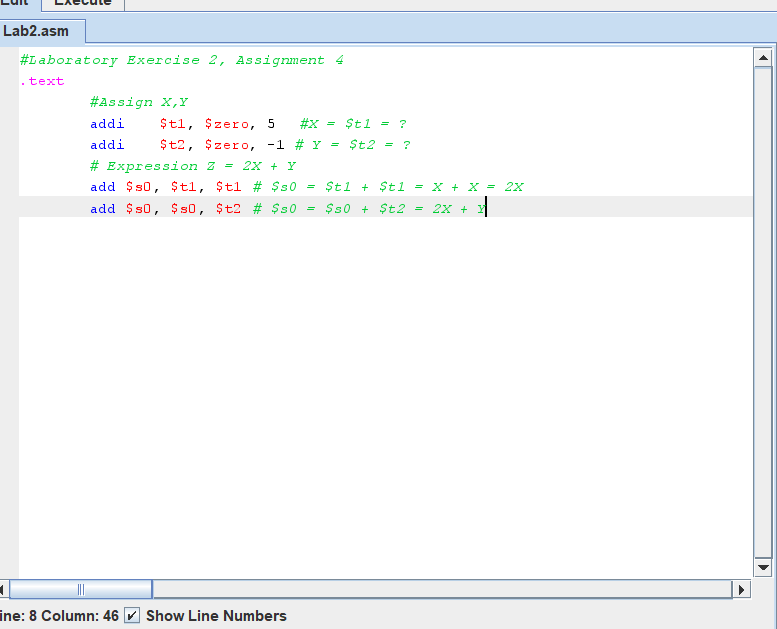 Edit Execute
Lab2.asm
#Laboratory Exercise 2, Assignment 4
.text
#Assign X,Y
addi $t1, $zero, 5 #X = $t1 = ?
addi $t2, $zero, -1 # Y = $t2 = ?
# Expression Z = 2X + Y
add $s0, $t1, $t1 # $s0 = $t1 + $t1 = X + X = 2X
add $s0, $s0, $t2 # $s0 = $s0 + $t2 = 2X + Y
ine: 8 Column: 46 Show Line Numbers